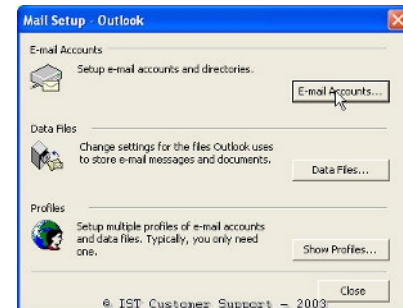 Mail Setup - Outlook
E-mail Accounts
Setup e-mail accounts and directories.
E-mail Accounts...
Data Files
Change settings for the files Outlook uses
to store e-mail messages and documents.
Data Files...
Profiles
Setup multiple profiles of e-mail accounts
and data files. Typically, you only need
one.
Show Profiles...
Close
© IST Customer Support - 2003